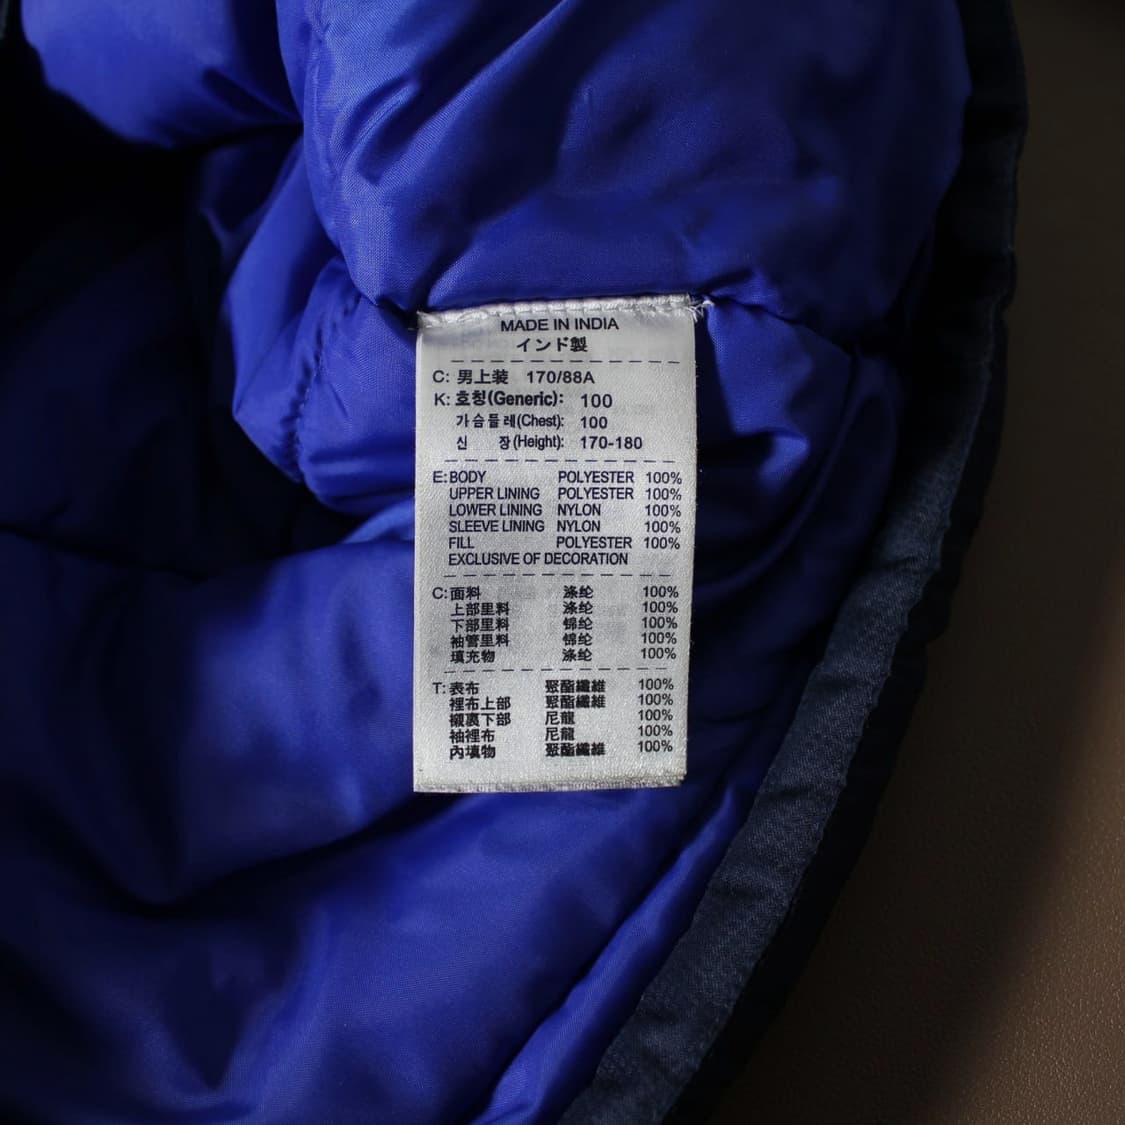 MADE IN INDIA
インド製
C: 男上装 170/88A
K: 호칭(Generic): 100
가슴들레(Chest): 100
신 장(Height): 170-180
E: BODY POLYESTER 100%
UPPER LINING POLYESTER 100%
LOWER LINING NYLON 100%
SLEEVE LINING NYLON 100%
FILL POLYESTER 100%
EXCLUSIVE OF DECORATION
C: 面料 涤纶 100%
上部里料 涤纶 100%
下部里料 锦纶 100%
袖管里料 锦纶 100%
填充物 涤纶 100%
T: 表布 聚酯纖維 100%
裡布上部 聚酯纖維 100%
襯裏下部 尼龍 100%
袖裡布 尼龍 100%
內填物 聚酯纖維 100%